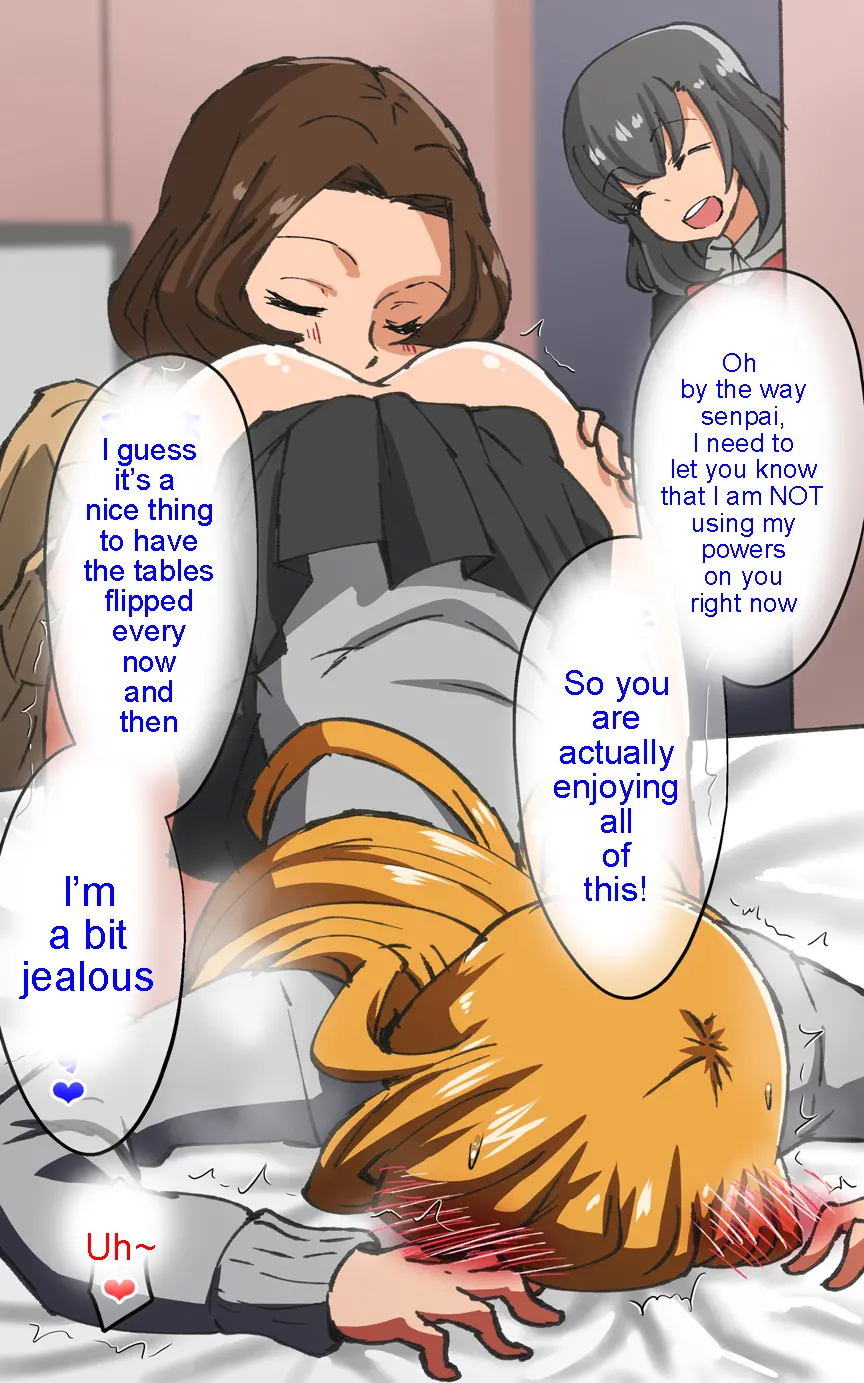 Oh
by the way
senpai,
I need to
let you know
that I am NOT
using my
powers
on you
right now
So you
are
actually
enjoying
all
of
this!
I guess
it's a
nice thing
to have
the tables
flipped
every
now
and
then
I'm
a bit
jealous
Uh~